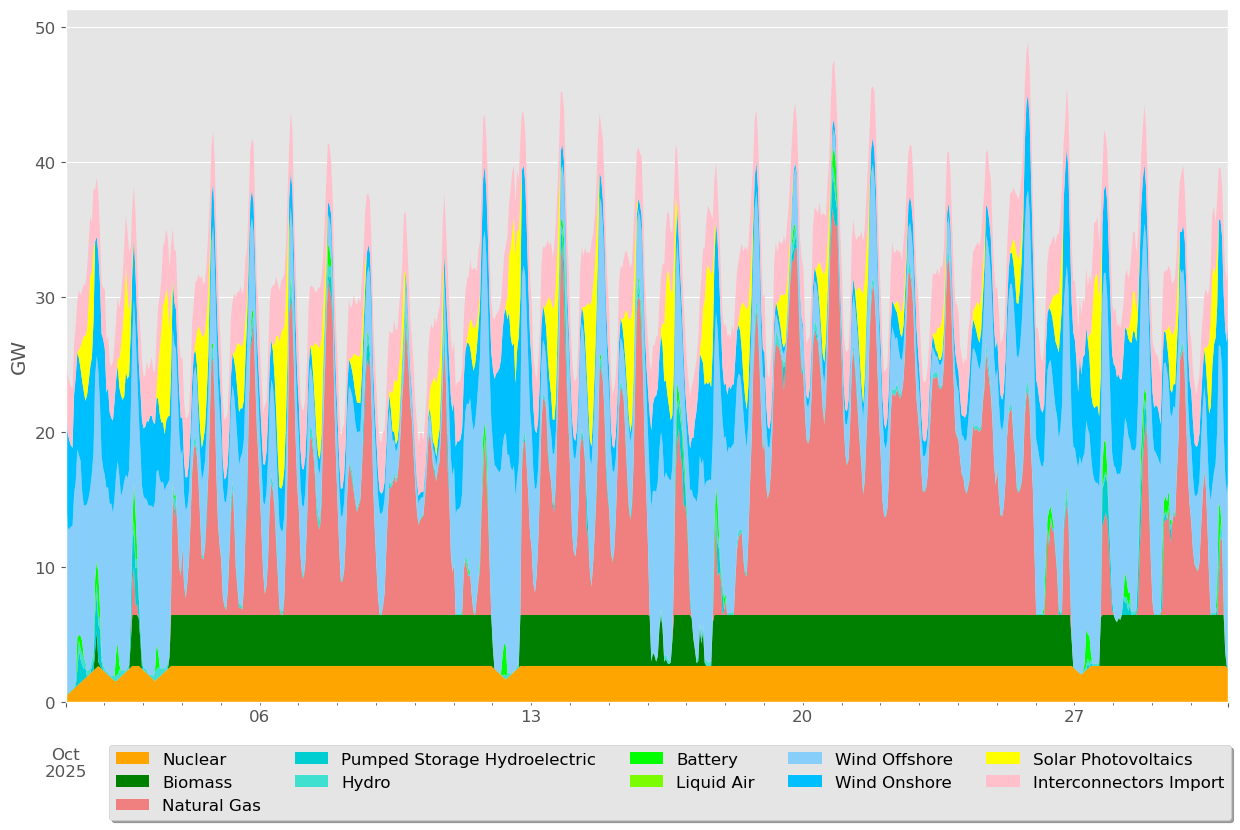 50
40
30
20
10
0
GW
06 13 20 27
Oct
2025
Nuclear Pumped Storage Hydroelectric Battery Wind Offshore Solar Photovoltaics
Biomass Hydro Liquid Air Wind Onshore Interconnectors Import
Natural Gas